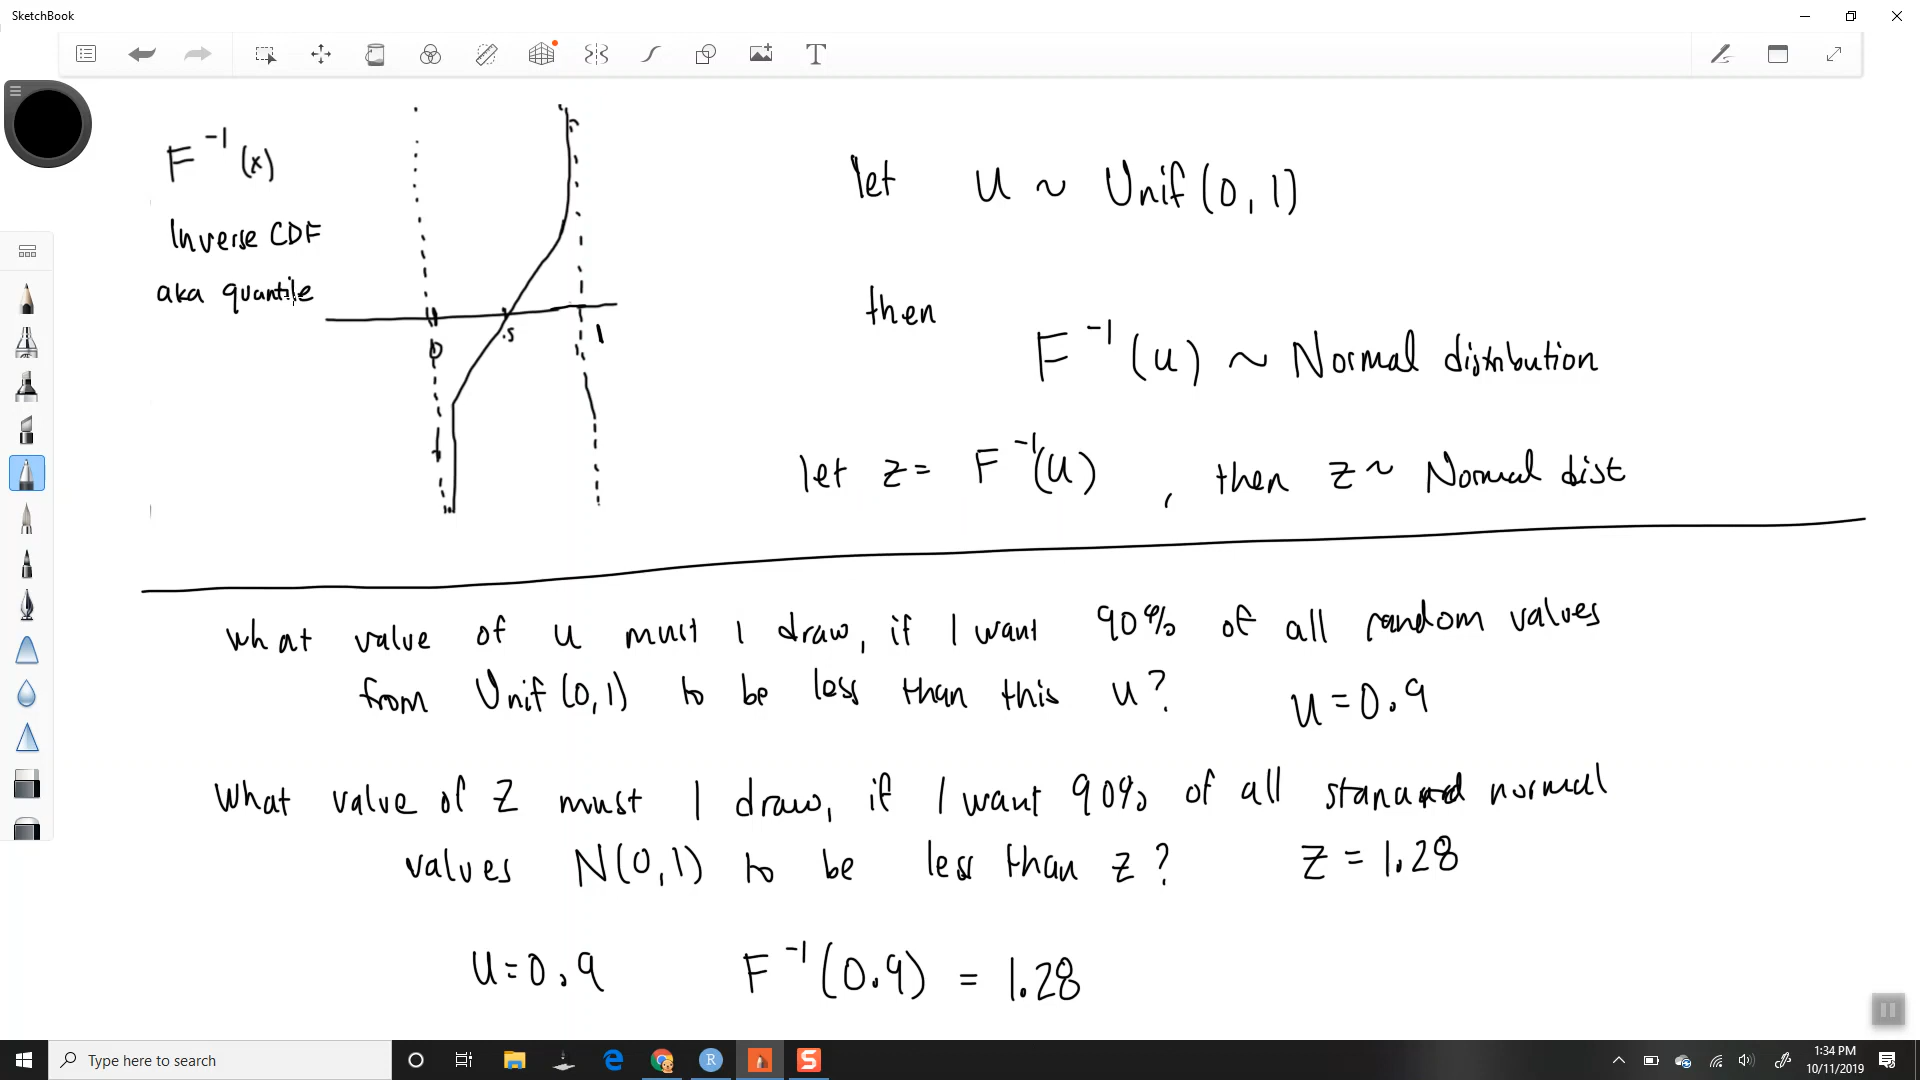 SketchBook
F⁻¹(x)
Inverse CDF
aka quantile
0
.5
1
let u ~ Unif(0,1)
then
F⁻¹(u) ~ Normal distribution
let z = F⁻¹(u), then z ~ Normal dist
What value of u must I draw, if I want 90% of all random values
from Unif(0,1) to be less than this u? u = 0.9
What value of Z must I draw, if I want 90% of all standard normal
values N(0,1) to be less than z? z = 1.28
u = 0.9 F⁻¹(0.9) = 1.28
Type here to search
1:34 PM
10/11/2019